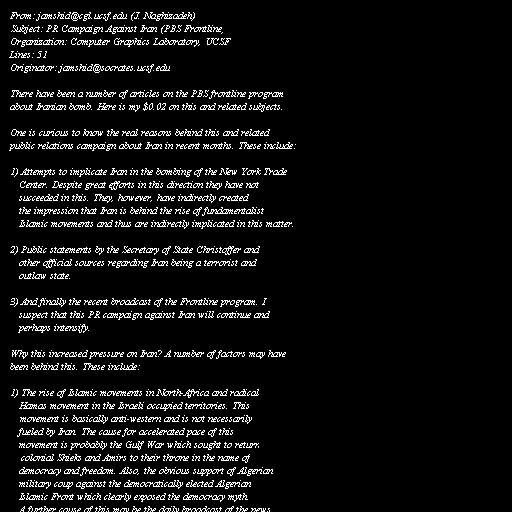 From: jamshid@cgl.ucsf.edu (J. Naghizadeh)
Subject: PR Campaign Against Iran (PBS Frontline)
Organization: Computer Graphics Laboratory, UCSF
Lines: 51
Originator: jamshid@socrates.ucsf.edu
There have been a number of articles on the PBS frontline program
about Iranian bomb. Here is my $0.02 on this and related subjects.
One is curious to know the real reasons behind this and related
public relations campaign about Iran in recent months. These include:
1) Attempts to implicate Iran in the bombing of the New York Trade
Center. Despite great efforts in this direction they have not
succeeded in this. They, however, have indirectly created
the impression that Iran is behind the rise of fundamentalist
Islamic movements and thus are indirectly implicated in this matter.
2) Public statements by the Secretary of State Christoffer and
other official sources regarding Iran being a terrorist and
outlaw state.
3) And finally the recent broadcast of the Frontline program. I
suspect that this PR campaign against Iran will continue and
perhaps intensify.
Why this increased pressure on Iran? A number of factors may have
been behind this. These include:
1) The rise of Islamic movements in North-Africa and radical
Hamas movement in the Israeli occupied territories. This
movement is basically anti-western and is not necessarily
fueled by Iran. The cause for accelerated pace of this
movement is probably the Gulf War which sought to return
colonial Shieks and Amirs to their throne in the name of
democracy and freedom. Also, the obvious support of Algerian
military coup against the democratically elected Algerian
Islamic Front which clearly exposed the democracy myth.
A further cause of this may be the daily broadcast of the news